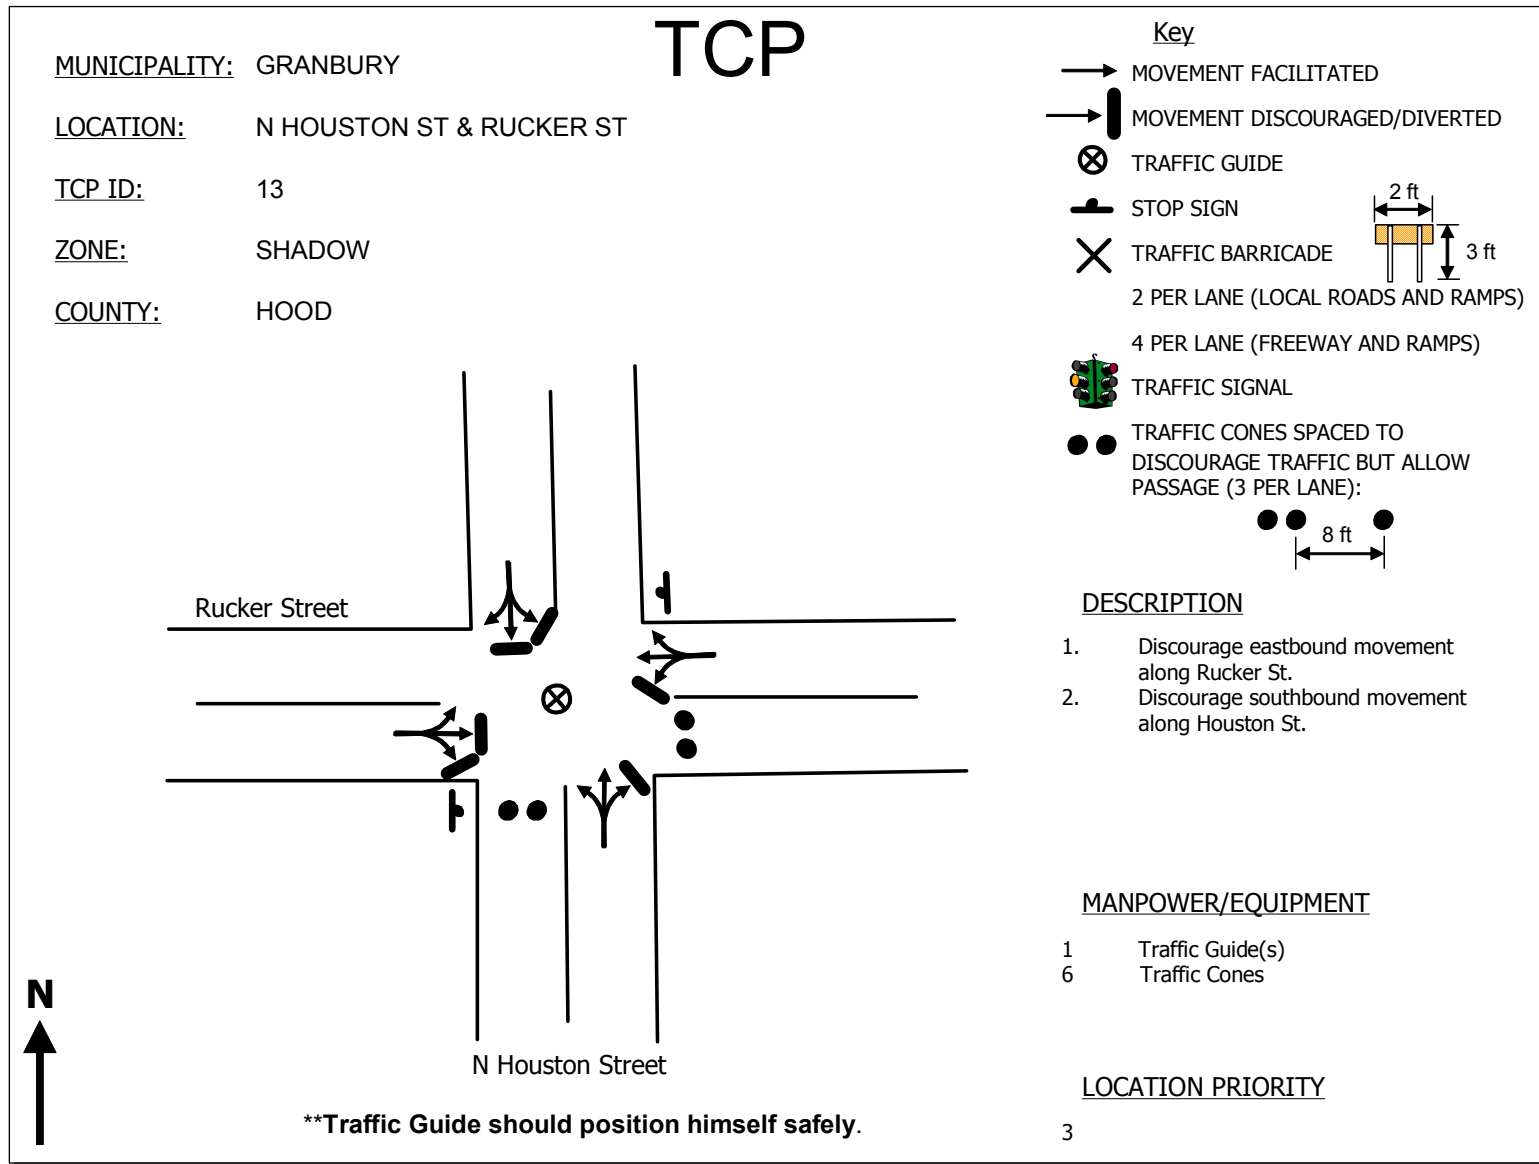 TCP
MUNICIPALITY: GRANBURY
LOCATION: N HOUSTON ST & RUCKER ST
TCP ID: 13
ZONE: SHADOW
COUNTY: HOOD
Key
MOVEMENT FACILITATED
MOVEMENT DISCOURAGED/DIVERTED
TRAFFIC GUIDE
STOP SIGN
2 ft
TRAFFIC BARRICADE
3 ft
2 PER LANE (LOCAL ROADS AND RAMPS)
4 PER LANE (FREEWAY AND RAMPS)
TRAFFIC SIGNAL
TRAFFIC CONES SPACED TO
DISCOURAGE TRAFFIC BUT ALLOW
PASSAGE (3 PER LANE):
8 ft
Rucker Street
N Houston Street
N
**Traffic Guide should position himself safely.
DESCRIPTION
1. Discourage eastbound movement
along Rucker St.
2. Discourage southbound movement
along Houston St.
MANPOWER/EQUIPMENT
1 Traffic Guide(s)
6 Traffic Cones
LOCATION PRIORITY
3